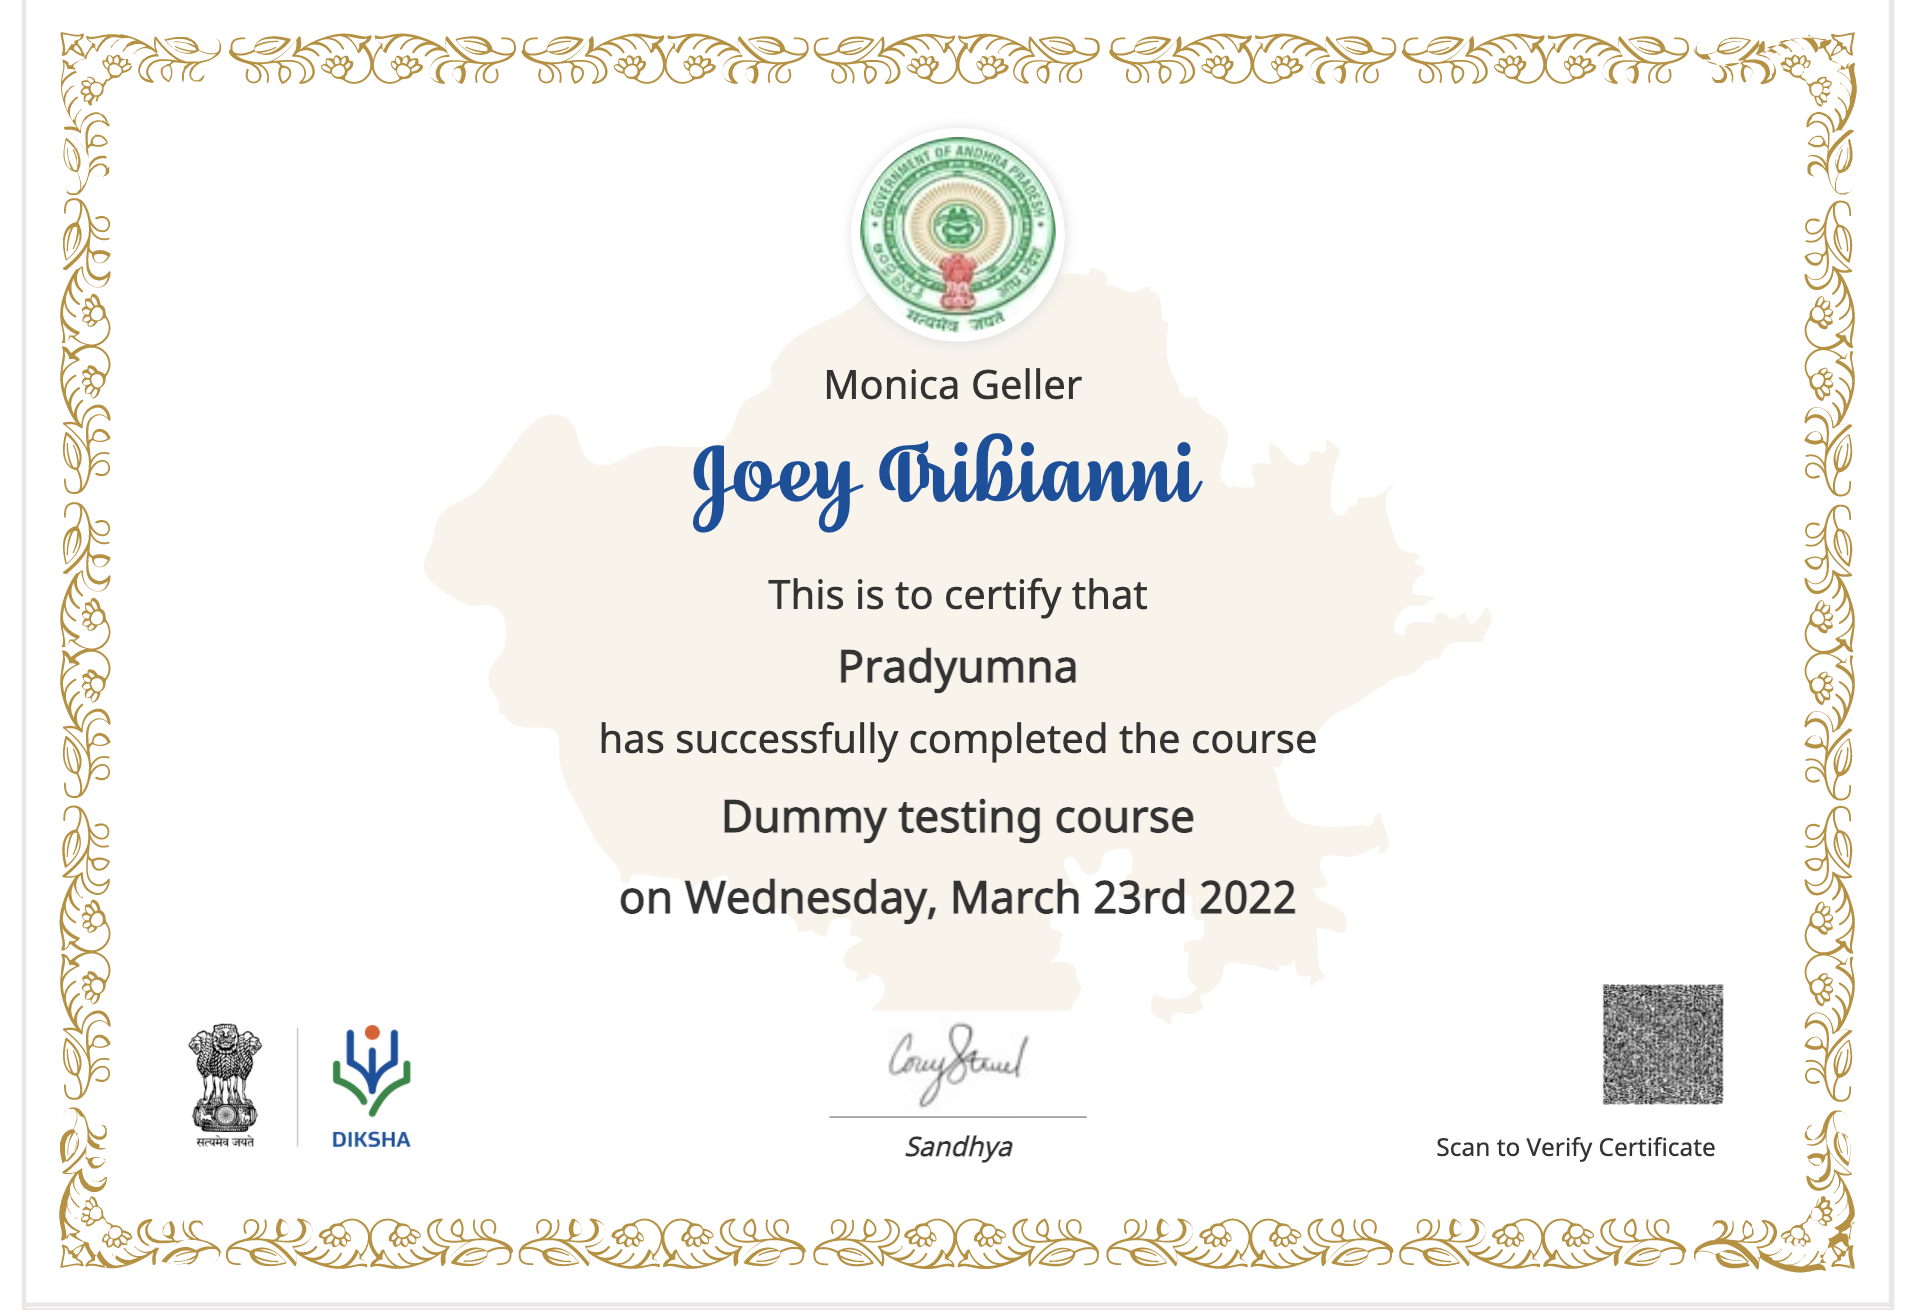 GOVERNMENT OF ANDHRA PRADESH
सत्यमेव जयते
Monica Geller
Joey Tribianni
This is to certify that
Pradyumna
has successfully completed the course
Dummy testing course
on Wednesday, March 23rd 2022
सत्यमेव जयते
DIKSHA
Sandhya
Scan to Verify Certificate